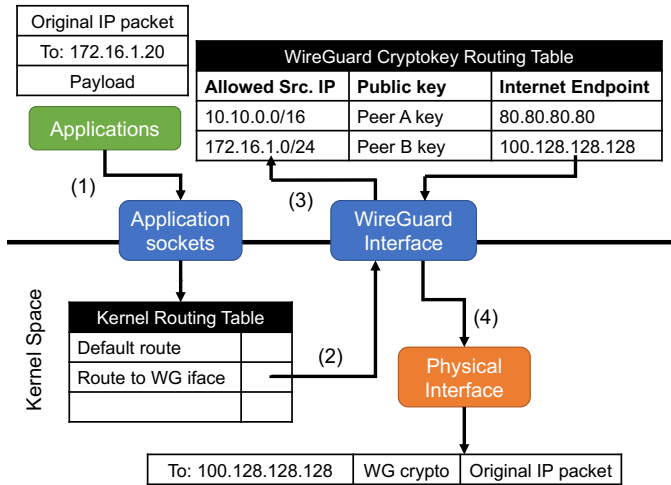 Original IP packet
To: 172.16.1.20
Payload
WireGuard Cryptokey Routing Table
Allowed Src. IP Public key Internet Endpoint
10.10.0.0/16 Peer A key 80.80.80.80
172.16.1.0/24 Peer B key 100.128.128.128
Applications
(1)
(3)
Application
sockets
WireGuard
Interface
Kernel Space
Kernel Routing Table
Default route
Route to WG iface
(2)
(4)
Physical
Interface
To: 100.128.128.128 WG crypto Original IP packet